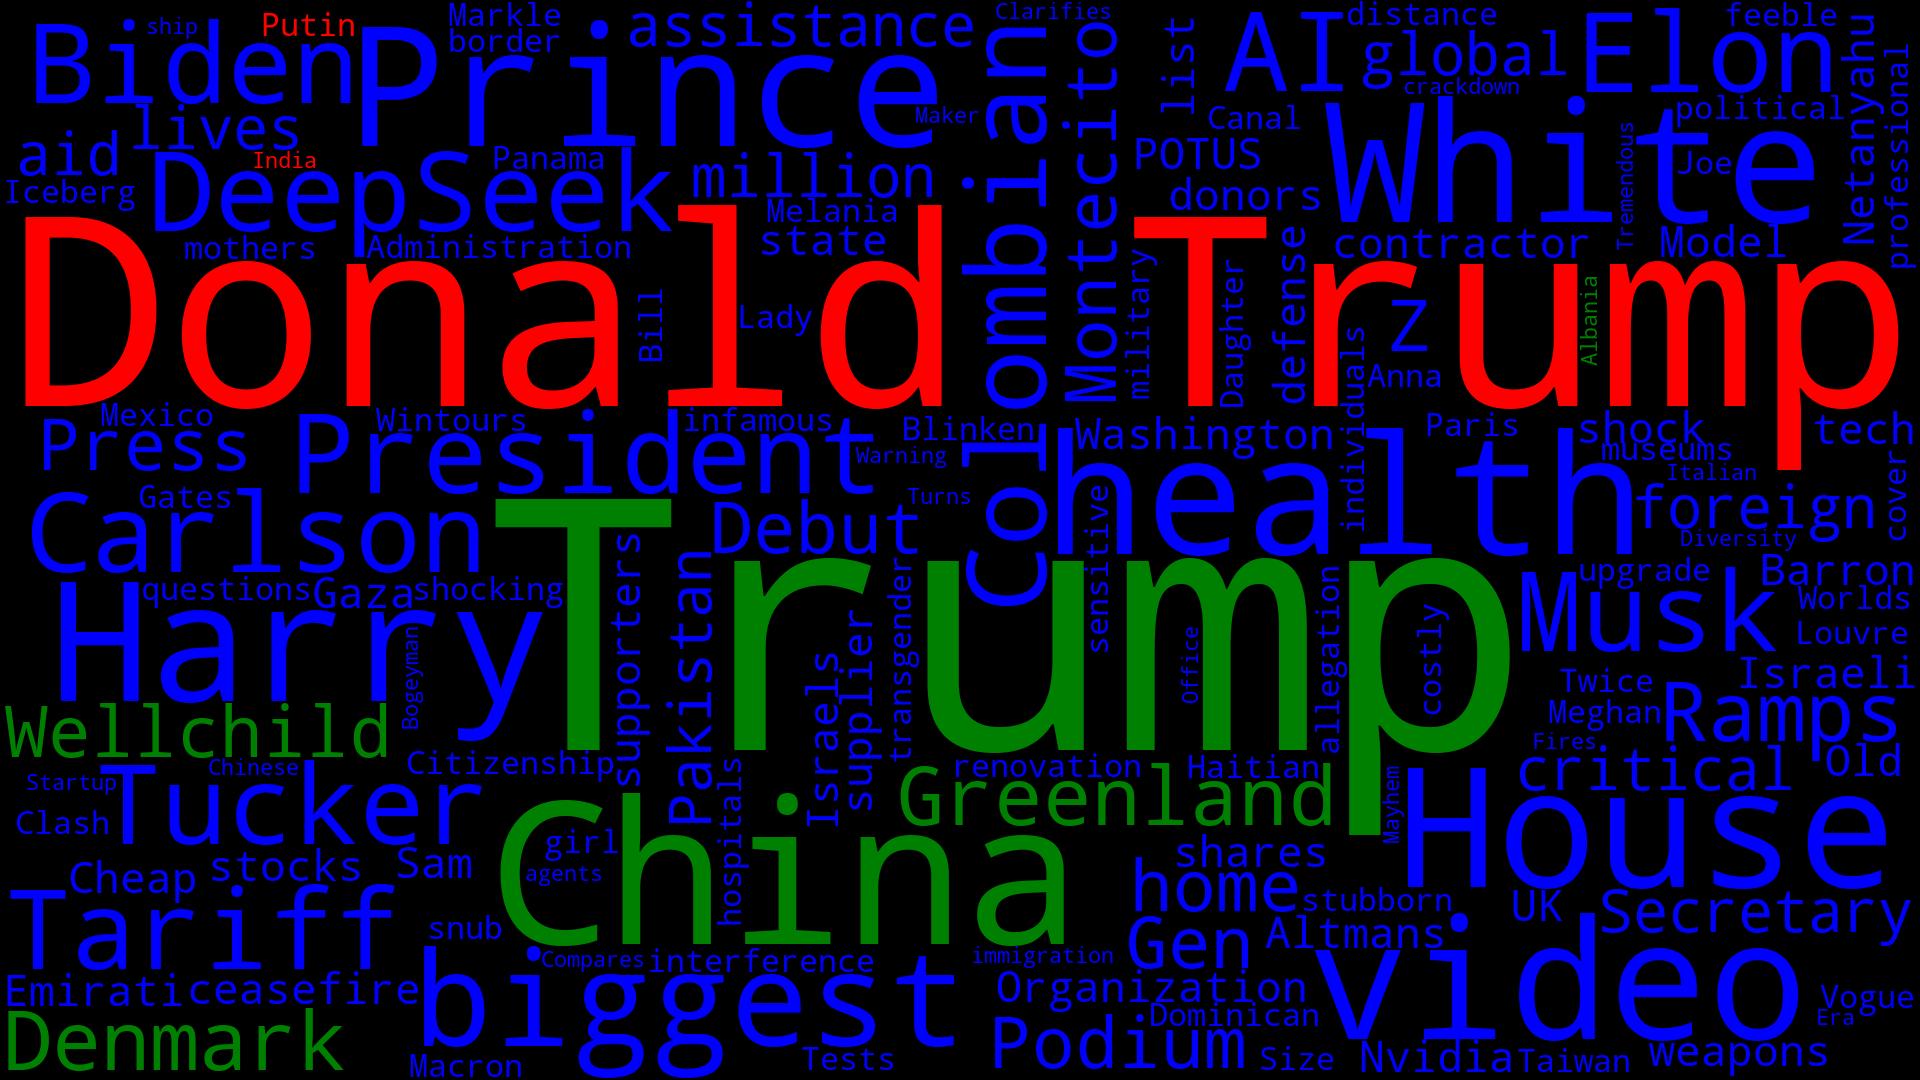 Biden
ship
Putin
Prince
Markle
border
assistance
Clarifies
Colombian
Montecito
list
AI
distance
global
crackdown
Elon
feeble
Netanyahu
professional
lives
aid
Iceberg
India
DeepSeek
Panama
million
Maker
Canal
POTUS
donors
White
political
Joe
Tremendous
mothers
Administration
Melania
state
contractor
Model
Donald Trump
Bill
Lady
military
Daughter
defense
individuals
Z
Anna
Albania
Mexico
Press
President
Wintours
infamous
Blinken
Warning
Washington
Paris
shock
museums
tech
Italian
Gates
Carlson
Turns
Debut
health
foreign
Diversity
cover
sensitive
Harry
questions
Gaza
shocking
Bogeyman
Trump
supporters
Pakistan
Israels
supplier
transgender
Office
allegation
costly
Musk
upgrade
Barron
Worlds
Louvre
Israeli
Twice
Meghan
Ramps
Fires
Wellchild
Citizenship
Startup
Chinese
Tucker
Clash
hospitals
renovation
Haitian
Greenland
Mayhem
critical
Old
House
China
girl
agents
Cheap
stocks
Sam
shares
home
stubborn
UK
Secretary
Tariff
snub
Compares
interference
immigration
Gen
Altmans
video
Emirati
ceasefire
biggest
Organization
Dominican
Vogue
Era
Denmark
Macron
Tests
Podium
Size
Nvidia
Taiwan
weapons